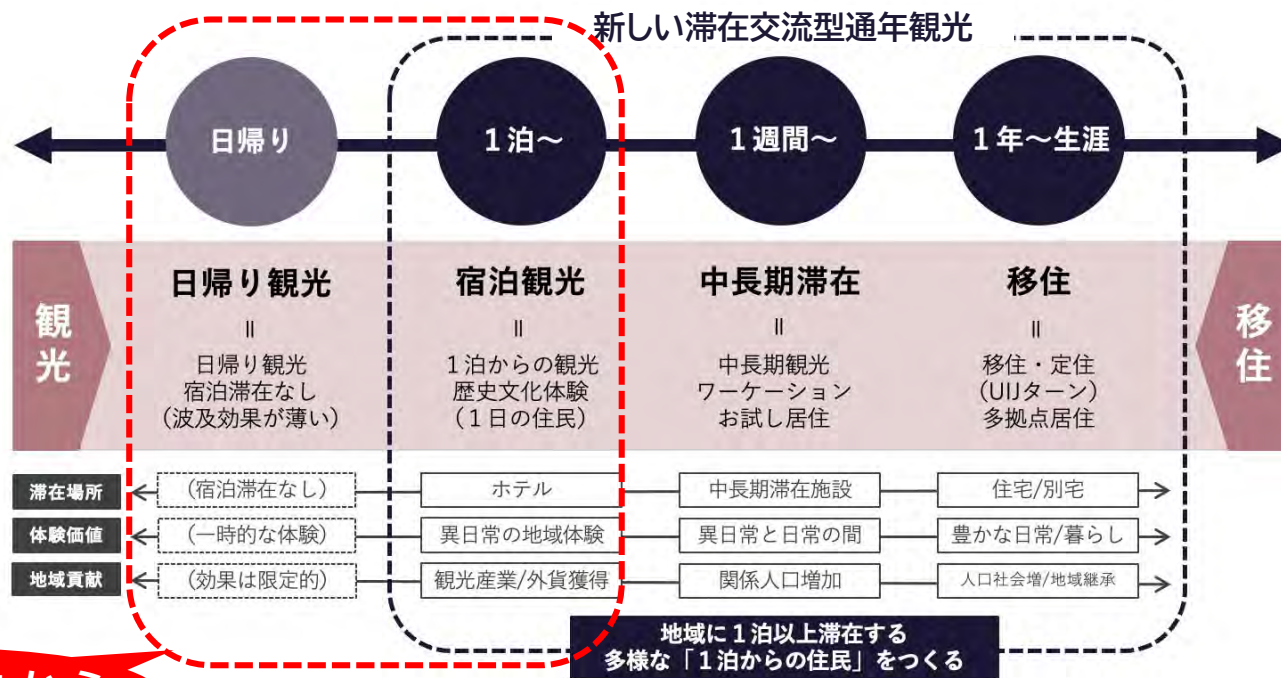 新しい滞在交流型通年観光
日帰り
1泊～
1週間～
1年～生涯
観光
移住
日帰り観光
=
日帰り観光
宿泊滞在なし
(波及効果が薄い)
宿泊観光
=
1泊からの観光
歴史文化体験
(1日の住民)
中長期滞在
=
中長期観光
ワーケーション
お試し居住
移住
=
移住・定住
(UIJターン)
多拠点居住
滞在場所
(宿泊滞在なし)
ホテル
中長期滞在施設
住宅/別宅
体験価値
(一時的な体験)
異日常の地域体験
異日常と日常の間
豊かな日常/暮らし
地域貢献
(効果は限定的)
観光産業/外貨獲得
関係人口増加
人口社会増/地域継承
地域に1泊以上滞在する
多様な「1泊からの住民」をつくる